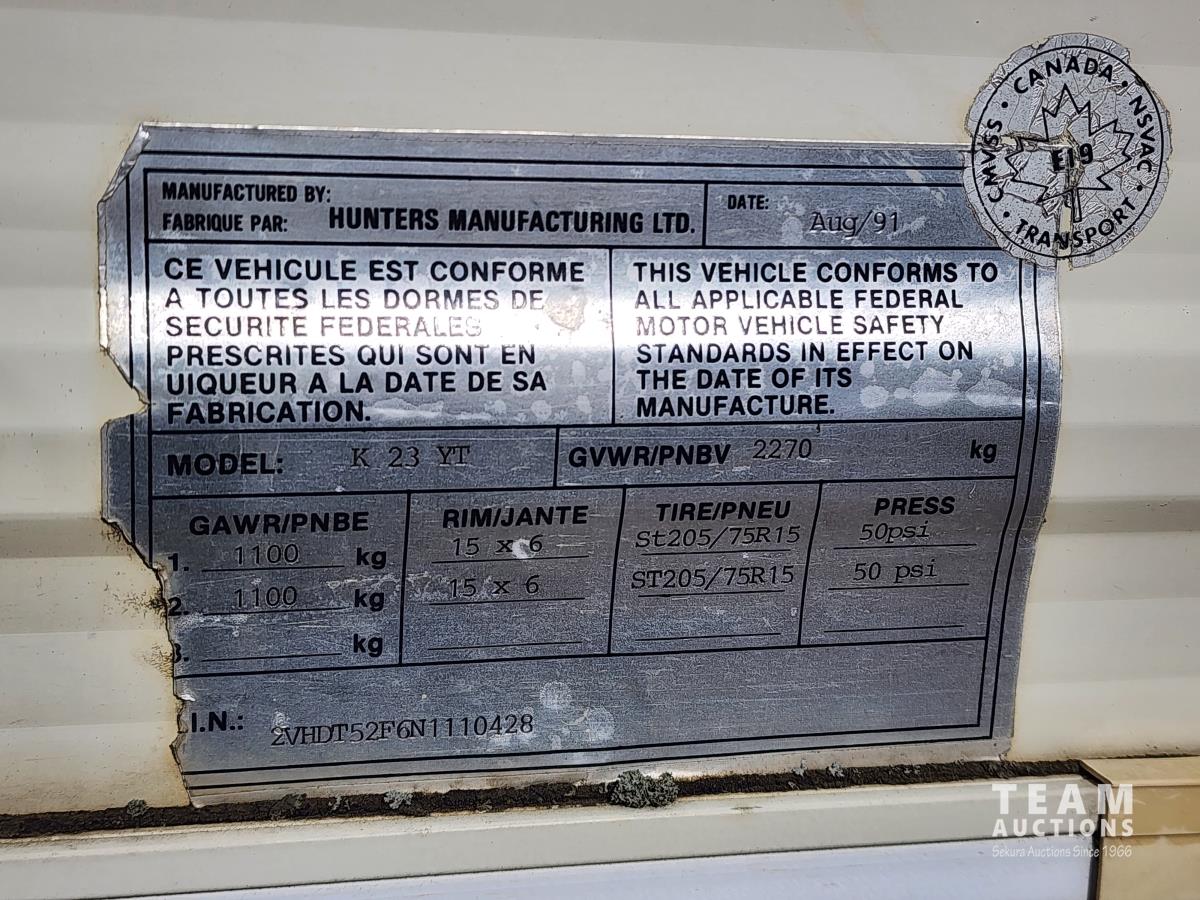 CMVSS · CANADA · NSVAC · TRANSPORT ·
E19
MANUFACTURED BY:
FABRIQUE PAR: HUNTERS MANUFACTURING LTD.
DATE: Aug/91
CE VEHICULE EST CONFORME
A TOUTES LES DORMES DE
SECURITE FEDERALES
PRESCRITES QUI SONT EN
UIQUEUR A LA DATE DE SA
FABRICATION.
THIS VEHICLE CONFORMS TO
ALL APPLICABLE FEDERAL
MOTOR VEHICLE SAFETY
STANDARDS IN EFFECT ON
THE DATE OF ITS
MANUFACTURE.
MODEL: K 23 YT GVWR/PNBV 2270 kg
GAWR/PNBE RIM/JANTE TIRE/PNEU PRESS
1. 1100 kg 15 x 6 St205/75R15 50psi
2. 1100 kg 15 x 6 ST205/75R15 50 psi
3. kg
.I.N.: 2VHDT52F6N1110428
TEAM
AUCTIONS
Sekura Auctions Since 1966